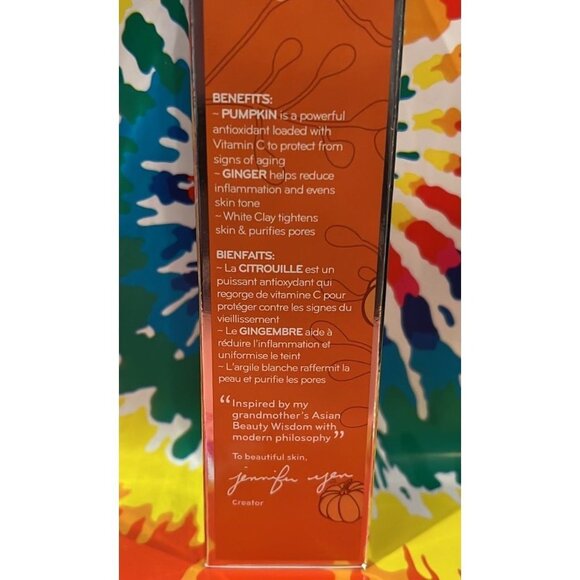 BENEFITS:
~ PUMPKIN is a powerful
antioxidant loaded with
Vitamin C to protect from
signs of aging
~ GINGER helps reduce
inflammation and evens
skin tone
~ White Clay tightens
skin & purifies pores
BIENFAITS:
~ La CITROUILLE est un
puissant antioxydant qui
regorge de vitamine C pour
protéger contre les signes du
vieillissement
~ Le GINGEMBRE aide à
réduire l'inflammation et
uniformise le teint
~ L'argile blanche raffermit la
peau et purifie les pores
“Inspired by my
grandmother's Asian
Beauty Wisdom with
modern philosophy”
To beautiful skin,
jennifer yen
Creator